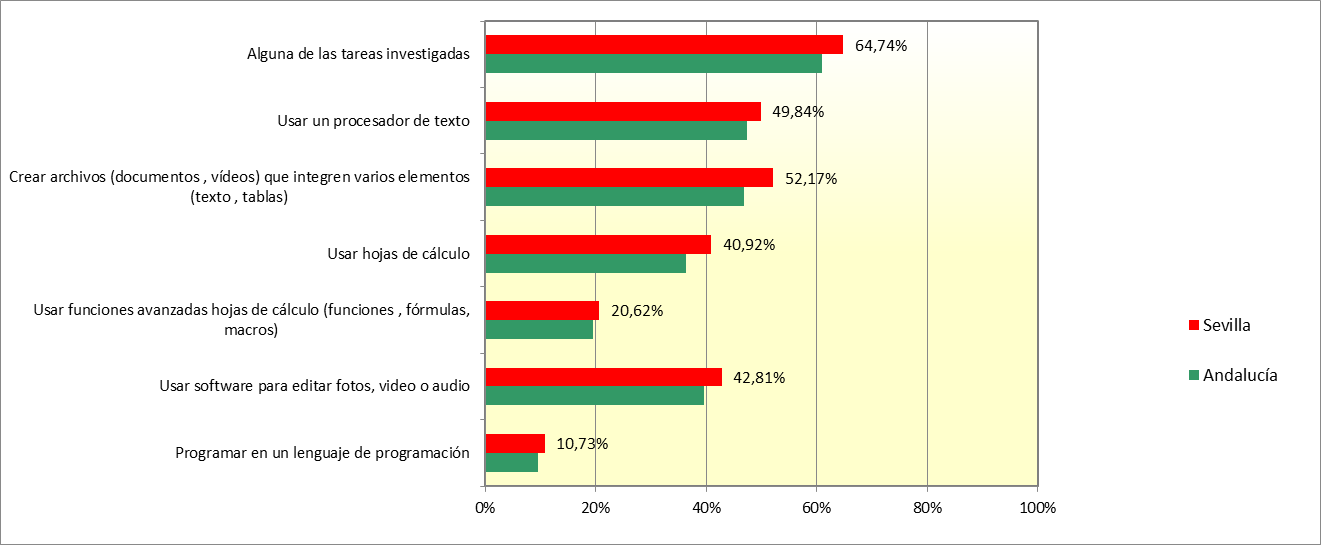 Alguna de las tareas investigadas
64,74%
Usar un procesador de texto
49,84%
Crear archivos (documentos , vídeos) que integren varios elementos
(texto , tablas)
52,17%
Usar hojas de cálculo
40,92%
Usar funciones avanzadas hojas de cálculo (funciones , fórmulas,
macros)
20,62%
Usar software para editar fotos, video o audio
42,81%
Programar en un lenguaje de programación
10,73%
0%
20%
40%
60%
80%
100%
Sevilla
Andalucía